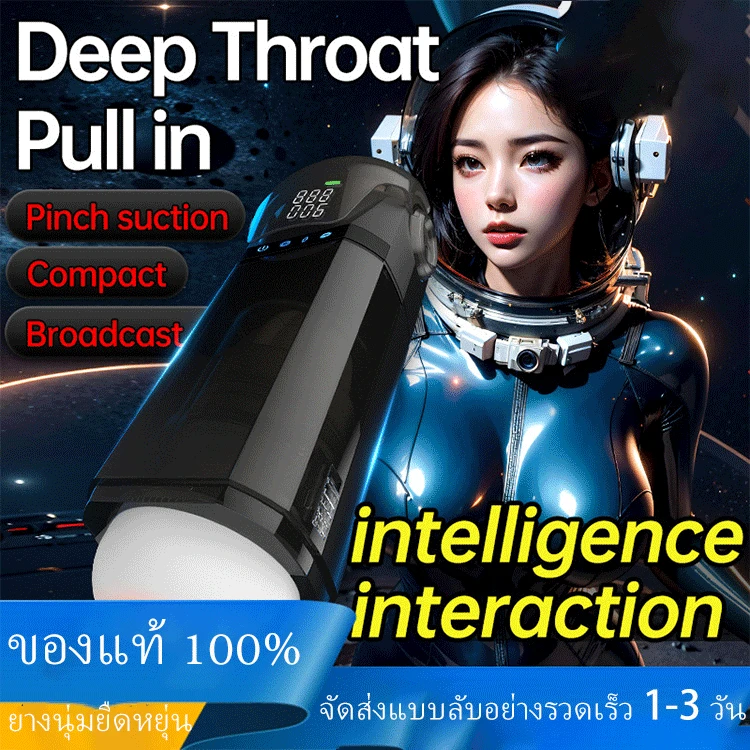 Deep Throat
Pull in
Pinch suction
Compact
Broadcast
888
006
intelligence
interaction
ของแท้ 100%
ยางนุ่มยืดหยุ่น
จัดส่งแบบลับอย่างรวดเร็ว 1-3 วัน